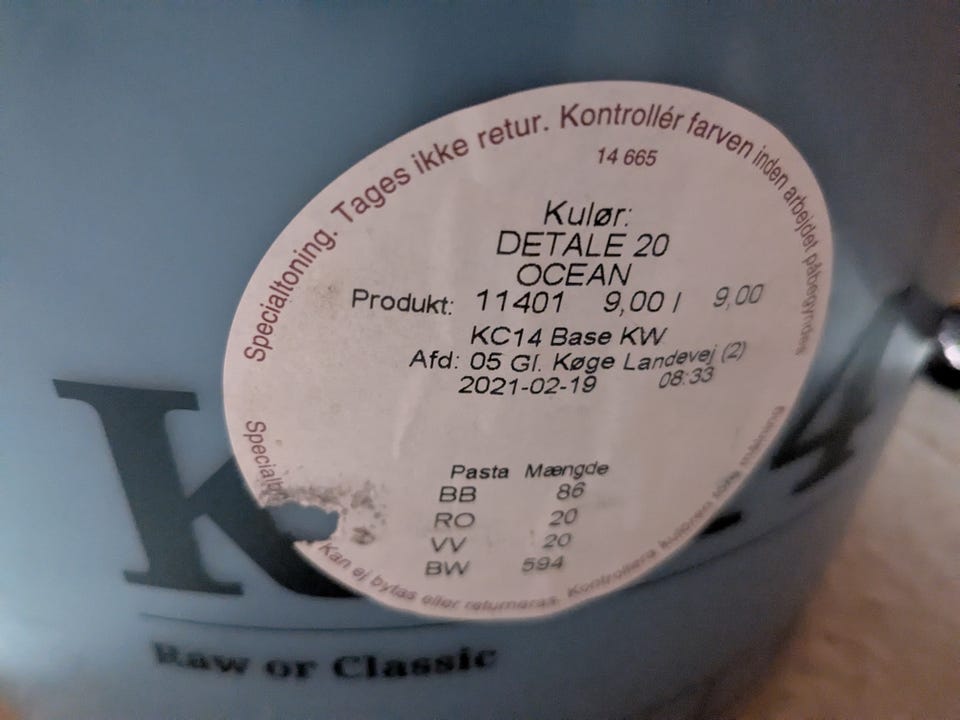 Specialtoning. Tages ikke retur. Kontrollér farven inden arbejdet påbegyndes
14 665
Kulør:
DETALE 20
OCEAN
Produkt: 11401 9,00 l 9,00
KC14 Base KW
Afd: 05 Gl. Køge Landevej (2)
2021-02-19 08:33
Pasta Mængde
BB 86
RO 20
VV 20
BW 594
Kan ej bytas eller returneras. Kontrollera kulören före målning
K
4
Raw or Classic